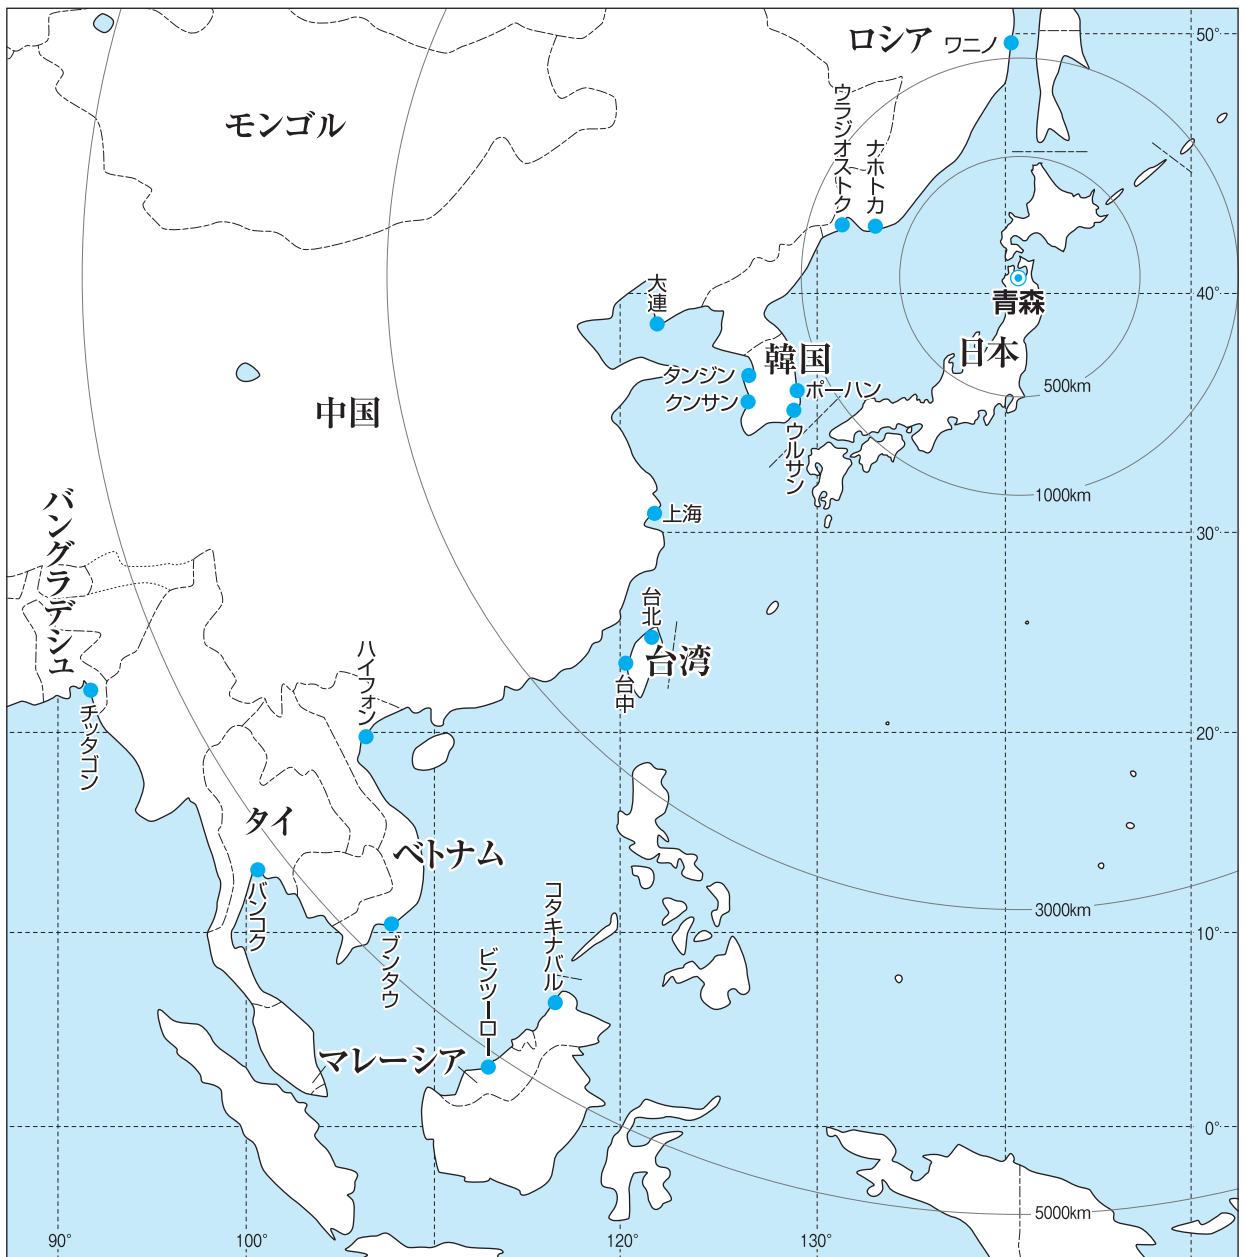 ロシア
ワニノ
50°
モンゴル
ウラジオストク
ナホトカ
大連
40°
青森
日本
韓国
タンジン
クンサン
ポーハン
ウルサン
500km
中国
1000km
バングラデシュ
上海
30°
台北
台湾
台中
ハイフォン
チッタゴン
20°
タイ
ベトナム
バンコク
コタキナバル
3000km
ブンタウ
10°
ビンツーロー
マレーシア
0°
5000km
90°
100°
120°
130°